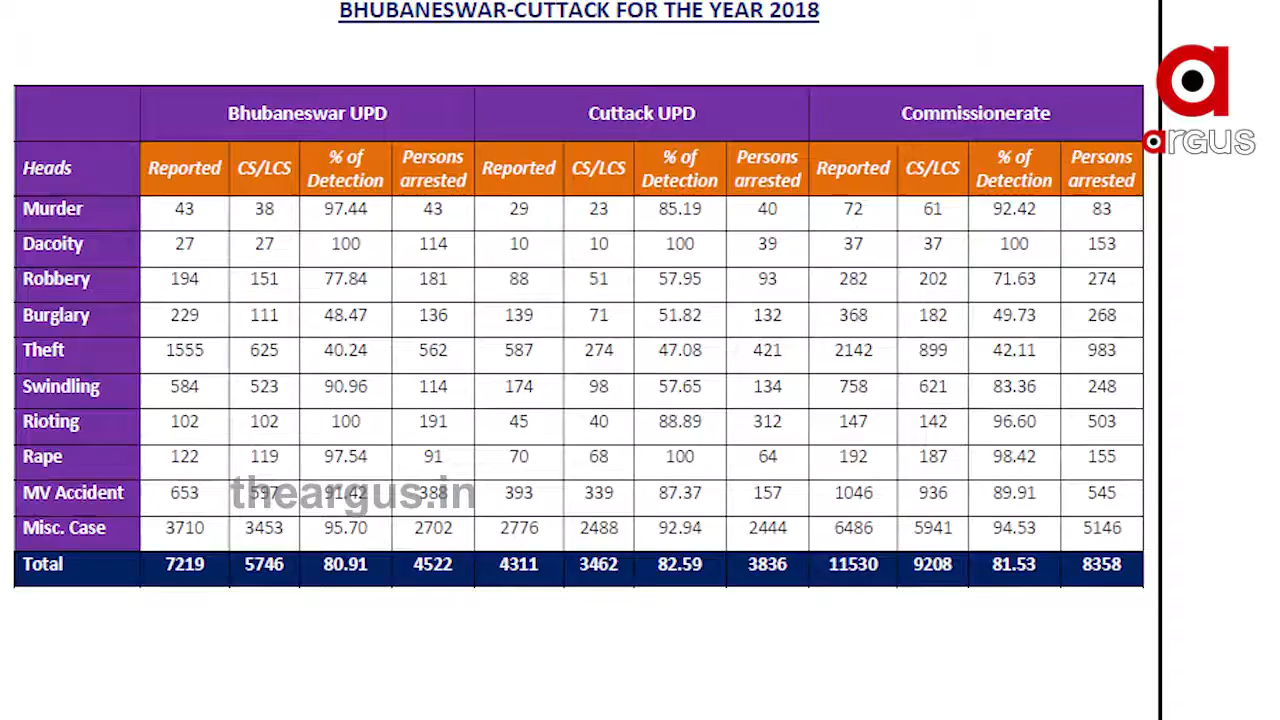 BHUBANESWAR-CUTTACK FOR THE YEAR 2018
Bhubaneswar UPD Cuttack UPD Commissionerate
Heads Reported CS/LCS % of Detection Persons arrested Reported CS/LCS % of Detection Persons arrested Reported CS/LCS % of Detection Persons arrested
Murder 43 38 97.44 43 29 23 85.19 40 72 61 92.42 83
Dacoity 27 27 100 114 10 10 100 39 37 37 100 153
Robbery 194 151 77.84 181 88 51 57.95 93 282 202 71.63 274
Burglary 229 111 48.47 136 139 71 51.82 132 368 182 49.73 268
Theft 1555 625 40.24 562 587 274 47.08 421 2142 899 42.11 983
Swindling 584 523 90.96 114 174 98 57.65 134 758 621 83.36 248
Rioting 102 102 100 191 45 40 88.89 312 147 142 96.60 503
Rape 122 119 97.54 91 70 68 100 64 192 187 98.42 155
MV Accident 653 597 91.42 388 393 339 87.37 157 1046 936 89.91 545
Misc. Case 3710 3453 95.70 2702 2776 2488 92.94 2444 6486 5941 94.53 5146
Total 7219 5746 80.91 4522 4311 3462 82.59 3836 11530 9208 81.53 8358
theargus.in
a
argus